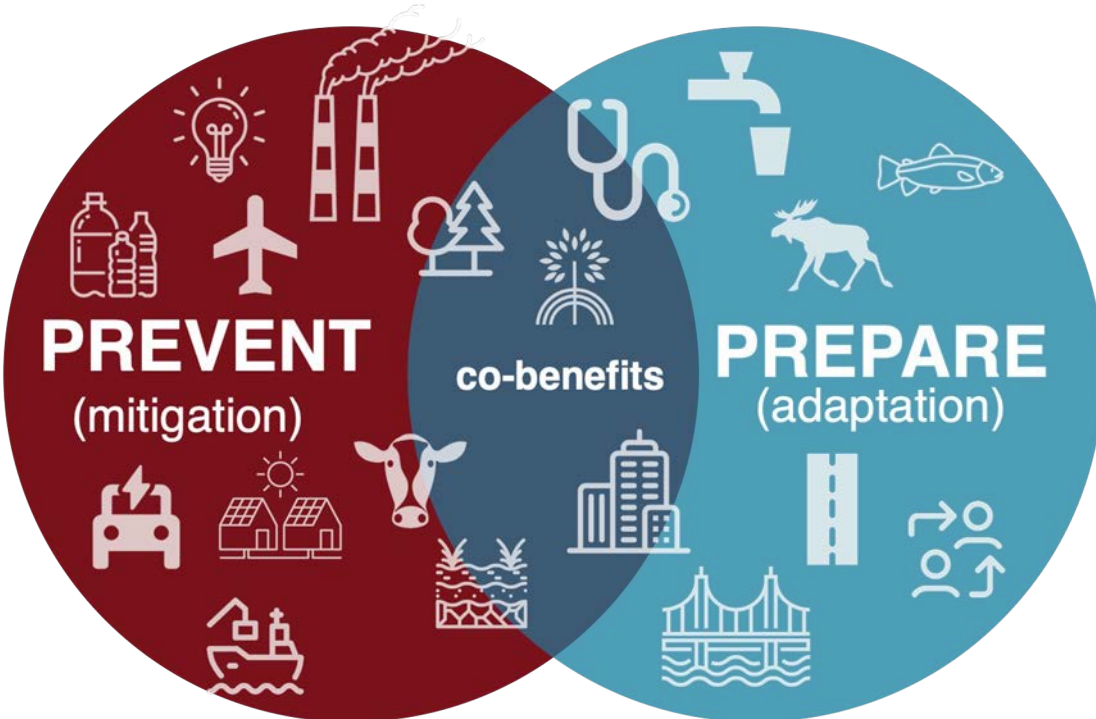 PREVENT
(mitigation)
co-benefits
PREPARE
(adaptation)